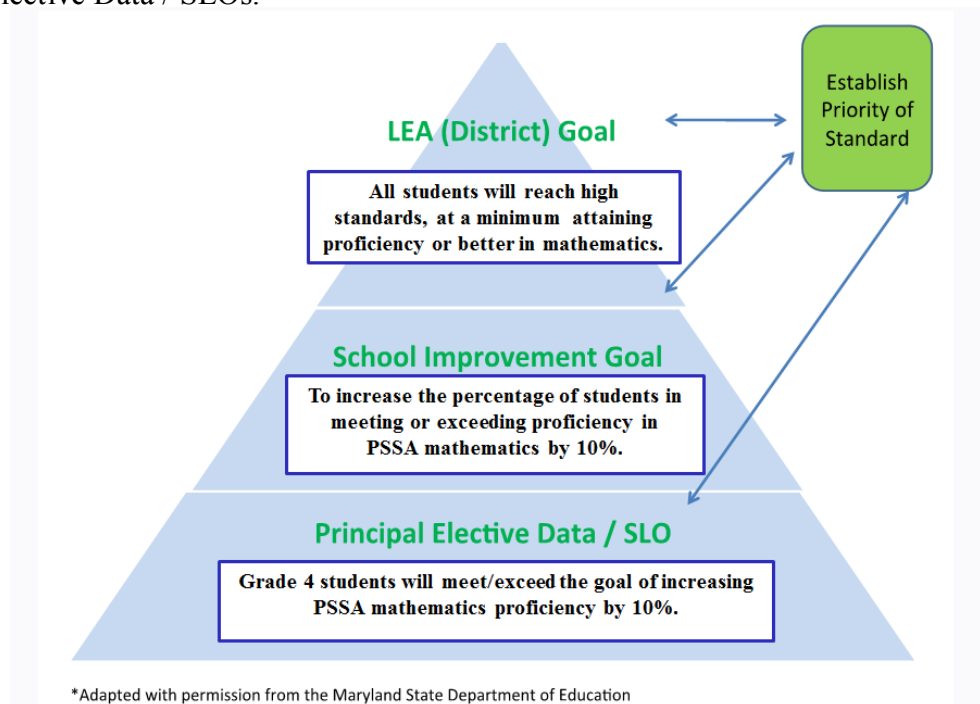 lective Data / SLOs.
Establish
Priority of
Standard
LEA (District) Goal
All students will reach high
standards, at a minimum attaining
proficiency or better in mathematics.
School Improvement Goal
To increase the percentage of students in
meeting or exceeding proficiency in
PSSA mathematics by 10%.
Principal Elective Data / SLO
Grade 4 students will meet/exceed the goal of increasing
PSSA mathematics proficiency by 10%.
*Adapted with permission from the Maryland State Department of Education